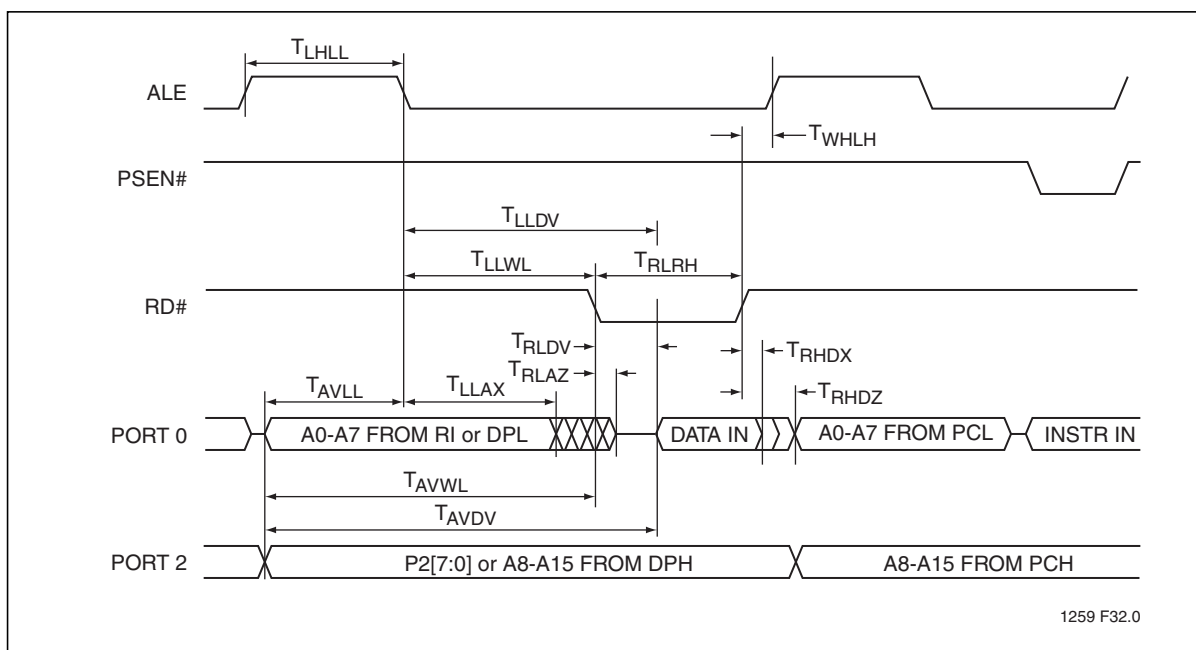 TLHLL
ALE
TWHLH
PSEN#
TLLDV
TLLWL
TRLRH
RD#
TRLDV
TRHDX
TRLAZ
TAVLL
TLLAX
TRHDZ
PORT 0
A0-A7 FROM RI or DPL
DATA IN
A0-A7 FROM PCL
INSTR IN
TAVWL
TAVDV
PORT 2
P2[7:0] or A8-A15 FROM DPH
A8-A15 FROM PCH
1259 F32.0